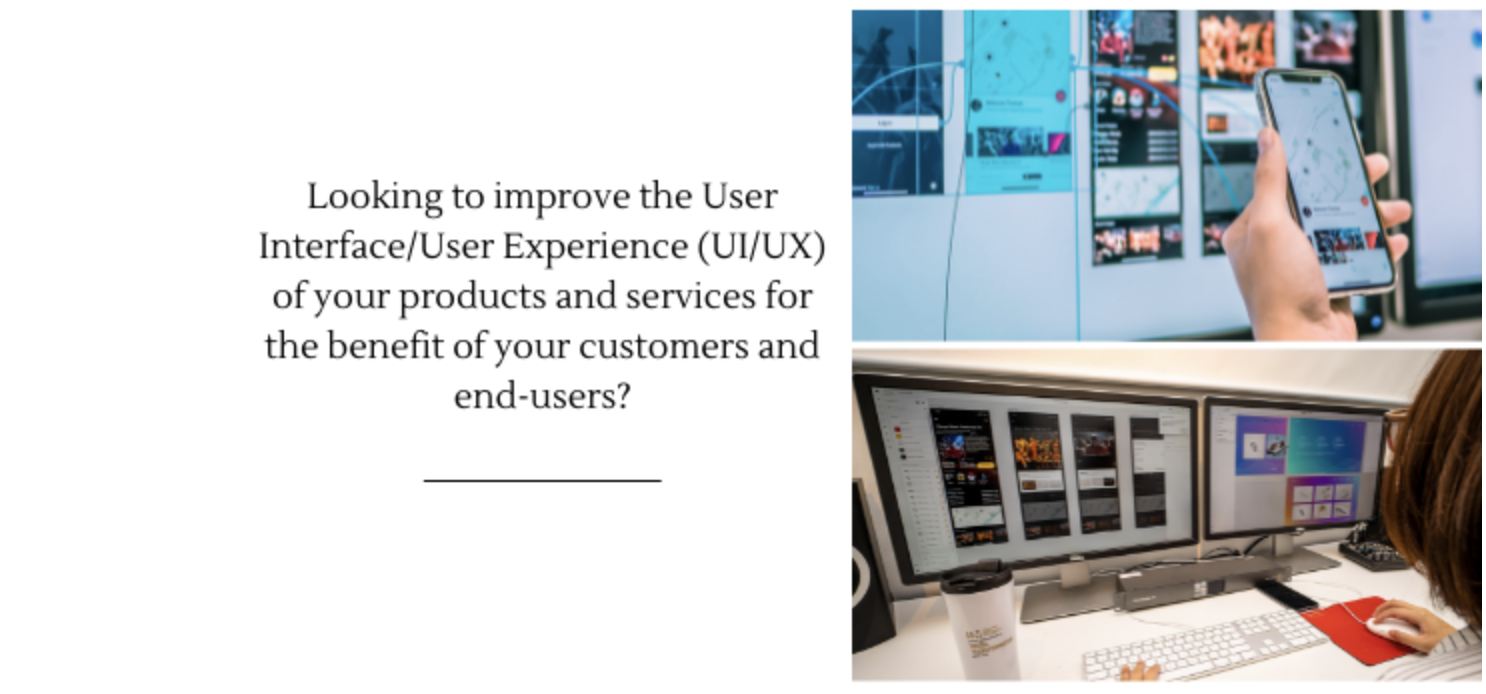 Looking to improve the User
Interface/User Experience (UI/UX)
of your products and services for
the benefit of your customers and
end-users?